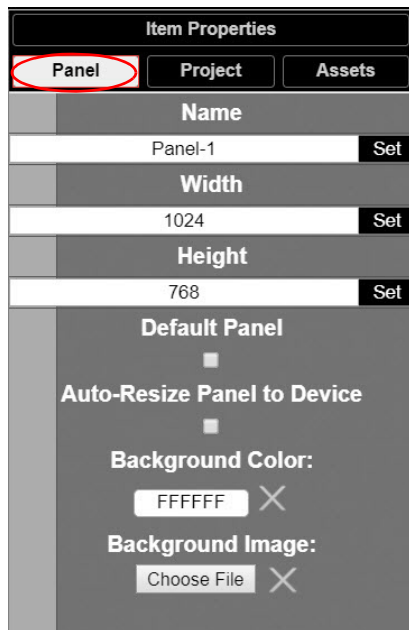 Item Properties
Panel Project Assets
Name
Panel-1 Set
Width
1024 Set
Height
768 Set
Default Panel
Auto-Resize Panel to Device
Background Color:
FFFFFF
Background Image:
Choose File